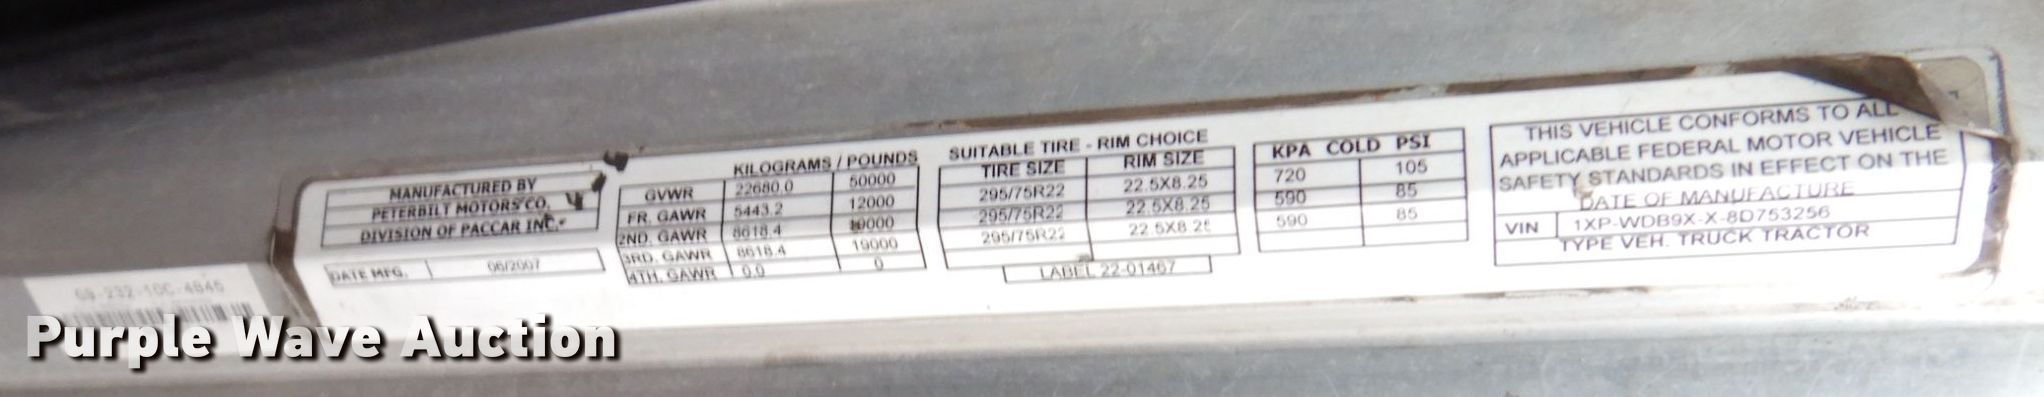 MANUFACTURED BY
PETERBILT MOTORS CO.
DIVISION OF PACCAR INC.
DATE MFG. 06/2007
KILOGRAMS / POUNDS
GVWR 22680.0 50000
FR. GAWR 5443.2 12000
2ND. GAWR 8618.4 19000
3RD. GAWR 8618.4 19000
4TH. GAWR 0.0 0
SUITABLE TIRE - RIM CHOICE
TIRE SIZE RIM SIZE
295/75R22 22.5X8.25
295/75R22 22.5X8.25
295/75R22 22.5X8.25
LABEL 22-01467
KPA COLD PSI
720 105
590 85
590 85
THIS VEHICLE CONFORMS TO ALL
APPLICABLE FEDERAL MOTOR VEHICLE
SAFETY STANDARDS IN EFFECT ON THE
DATE OF MANUFACTURE
VIN 1XP-WDB9X-X-8D753256
TYPE VEH. TRUCK TRACTOR
Purple Wave Auction